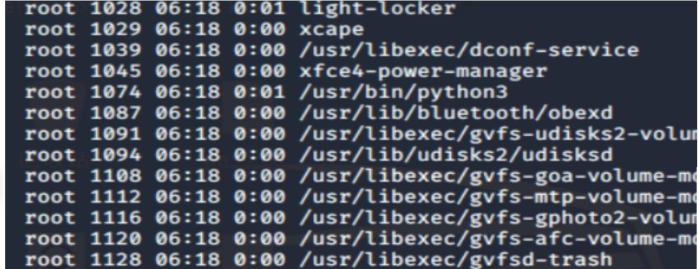 root 1028 06:18 0:01 light-locker
root 1029 06:18 0:00 xcape
root 1039 06:18 0:00 /usr/libexec/dconf-service
root 1045 06:18 0:00 xfce4-power-manager
root 1074 06:18 0:01 /usr/bin/python3
root 1087 06:18 0:00 /usr/lib/bluetooth/obexd
root 1091 06:18 0:00 /usr/libexec/gvfs-udisks2-volu
root 1094 06:18 0:00 /usr/lib/udisks2/udisksd
root 1108 06:18 0:00 /usr/libexec/gvfs-goa-volume-mo
root 1112 06:18 0:00 /usr/libexec/gvfs-mtp-volume-mo
root 1116 06:18 0:00 /usr/libexec/gvfs-gphoto2-volu
root 1120 06:18 0:00 /usr/libexec/gvfs-afc-volume-mo
root 1128 06:18 0:00 /usr/libexec/gvfsd-trash